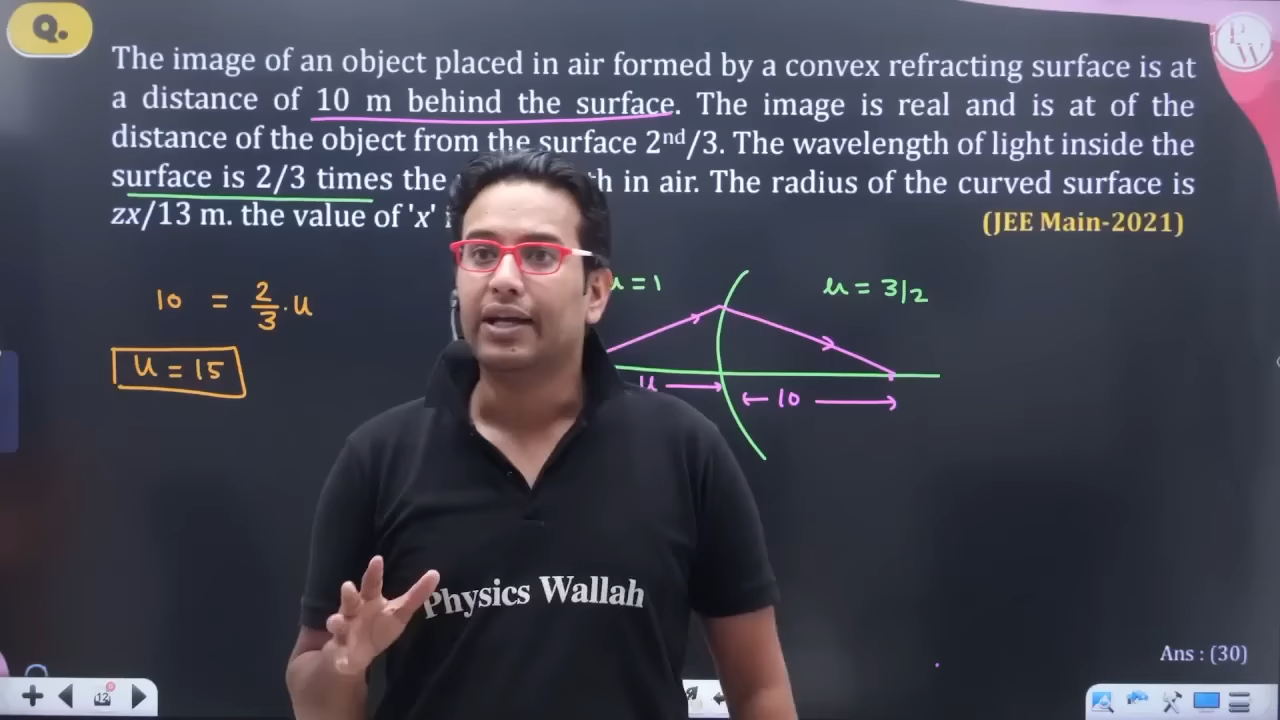 Q.
The image of an object placed in air formed by a convex refracting surface is at
a distance of 10 m behind the surface. The image is real and is at of the
distance of the object from the surface 2nd/3. The wavelength of light inside the
surface is 2/3 times the th in air. The radius of the curved surface is
zx/13 m. the value of 'x'
(JEE Main-2021)
10 = 2/3 . u
u = 15
μ = 1
μ = 3/2
u
10
Physics Wallah
Ans : (30)
PW
12